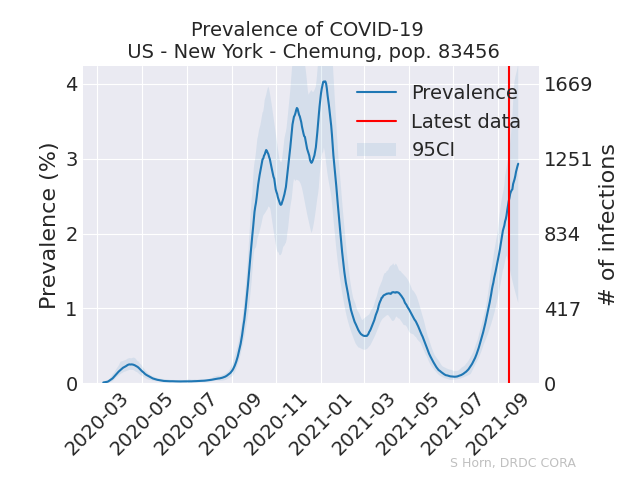 Prevalence of COVID-19
US - New York - Chemung, pop. 83456
Prevalence (%)
4
3
2
1
0
Prevalence
Latest data
95CI
1669
1251
834
417
0
# of infections
2020-03
2020-05
2020-07
2020-09
2020-11
2021-01
2021-03
2021-05
2021-07
2021-09
S Horn, DRDC CORA